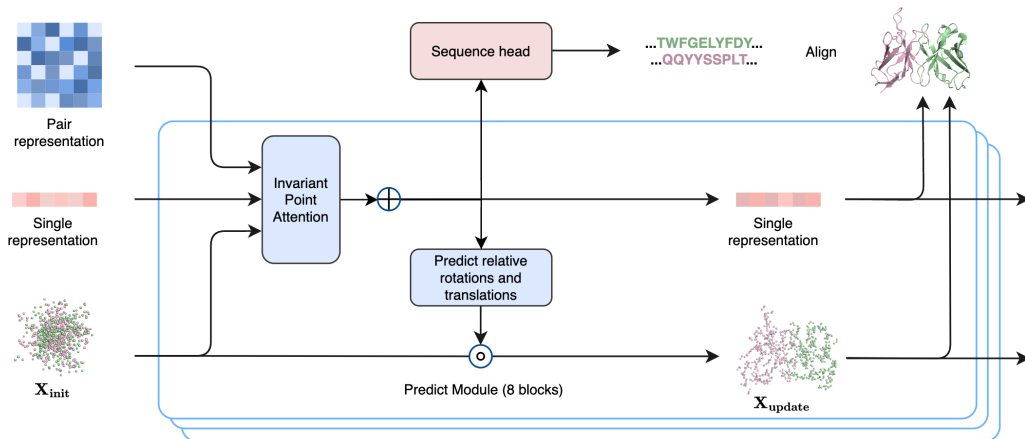 Sequence head
...TWFGELYFDY...
...QQYYSSPLT...
Align
Pair
representation
Invariant
Point
Attention
Single
representation
Single
representation
Predict relative
rotations and
translations
X_init
Predict Module (8 blocks)
X_update